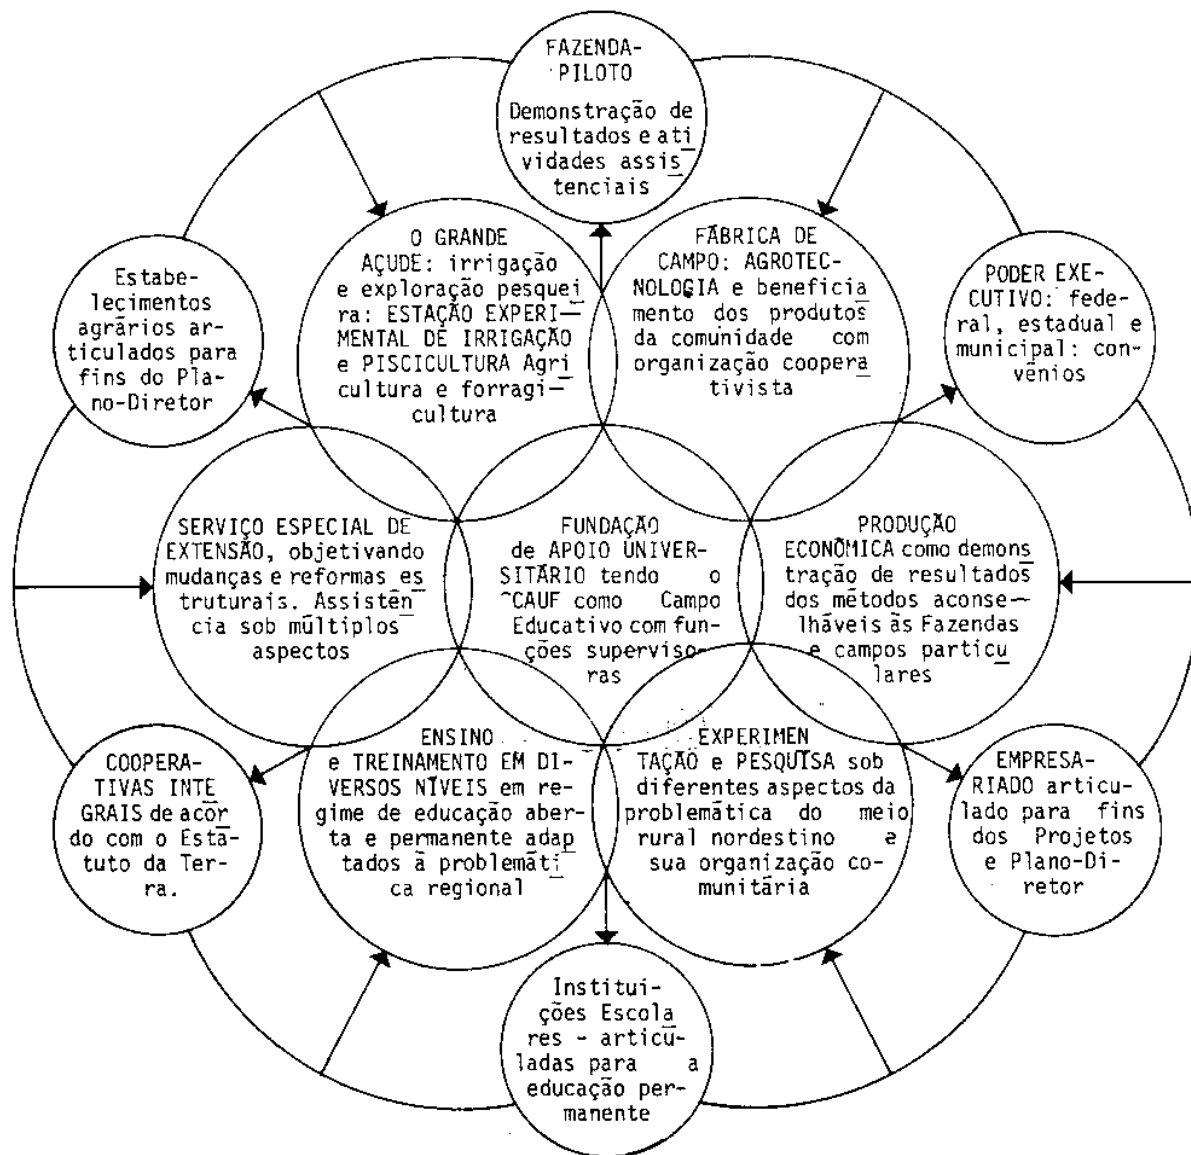 FAZENDA-
PILOTO
Demonstração de
resultados e ati
vidades assis
tenciais
O GRANDE
AÇUDE: irrigação
e exploração pesquei
ra: ESTAÇÃO EXPERI-
MENTAL DE IRRIGAÇÃO
e PISCICULTURA Agri
cultura e forragi-
cultura
FÁBRICA DE
CAMPO: AGROTEC-
NOLOGIA e beneficia
mento dos produtos
da comunidade com
organização coopera
tivista
Estabe-
lecimentos
agrários ar-
ticulados para
fins do Pla-
no-Diretor
PODER EXE-
CUTIVO: fede-
ral, estadual e
municipal: con-
vênios
SERVIÇO ESPECIAL DE
EXTENSÃO, objetivando
mudanças e reformas es
truturais. Assistên
cia sob múltiplos
aspectos
FUNDAÇÃO
de APOIO UNIVER-
SITÁRIO tendo o
CAUF como Campo
Educativo com fun-
ções superviso-
ras
PRODUÇÃO
ECONÔMICA como demons
tração de resultados
dos métodos aconse-
lháveis às Fazendas
e campos particu
lares
COOPERA-
TIVAS INTE
GRAIS de acor
do com o Esta-
tuto da Ter-
ra.
ENSINO
e TREINAMENTO EM DI-
VERSOS NÍVEIS em re-
gime de educação aber-
ta e permanente adap
tados à problemáti
ca regional
EXPERIMEN
TAÇÃO e PESQUISA sob
diferentes aspectos da
problemática do meio
rural nordestino e
sua organização co-
munitária
EMPRESA-
RIADO articu-
lado para fins
dos Projetos
e Plano-Di-
retor
Institui-
ções Escola
res - articu-
ladas para a
educação per-
manente